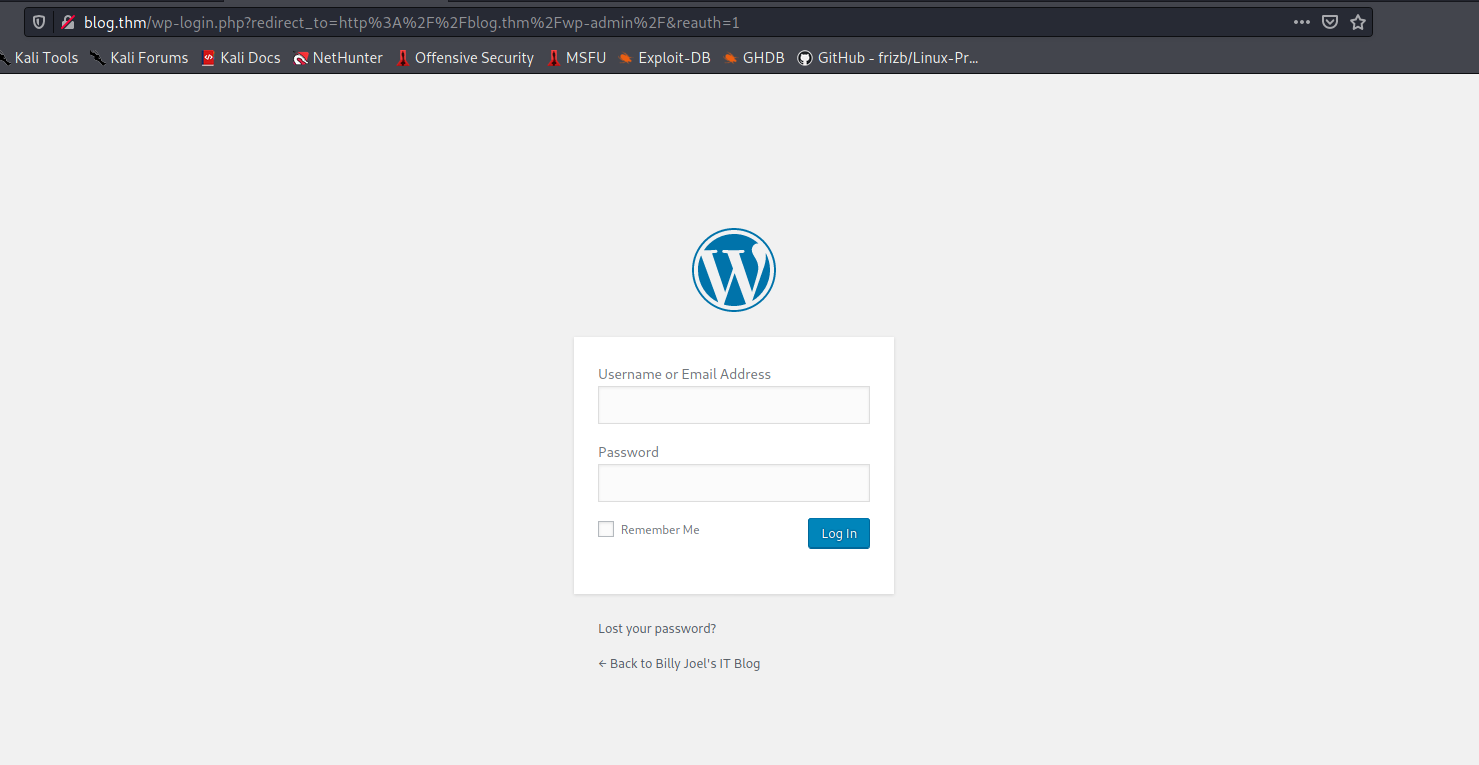 blog.thm/wp-login.php?redirect_to=http%3A%2F%2Fblog.thm%2Fwp-admin%2F&reauth=1
Kali Tools Kali Forums Kali Docs NetHunter Offensive Security MSFU Exploit-DB GHDB GitHub - frizb/Linux-Pr...
Username or Email Address
Password
Remember Me Log In
Lost your password?
← Back to Billy Joel's IT Blog